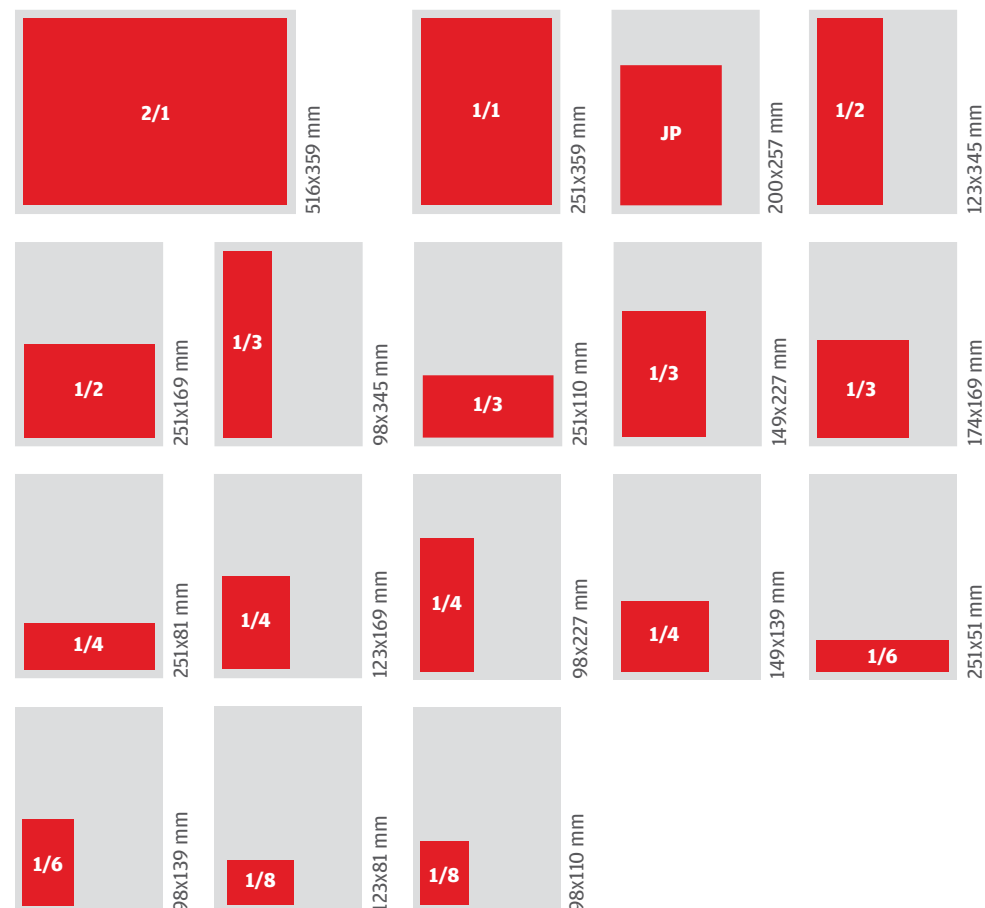 2/1
516x359 mm
1/1
251x359 mm
JP
200x257 mm
1/2
123x345 mm
1/2
251x169 mm
1/3
98x345 mm
1/3
251x110 mm
1/3
149x227 mm
1/3
174x169 mm
1/4
251x81 mm
1/4
123x169 mm
1/4
98x227 mm
1/4
149x139 mm
1/6
251x51 mm
1/6
98x139 mm
1/8
123x81 mm
1/8
98x110 mm